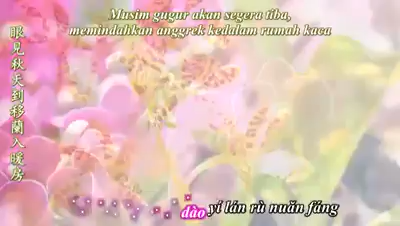 Musim gugur akan segera tiba,
memindahkan anggrek kedalam rumah kaca
眼見秋天到移蘭入暖房
dào yí lán rù nuǎn fáng